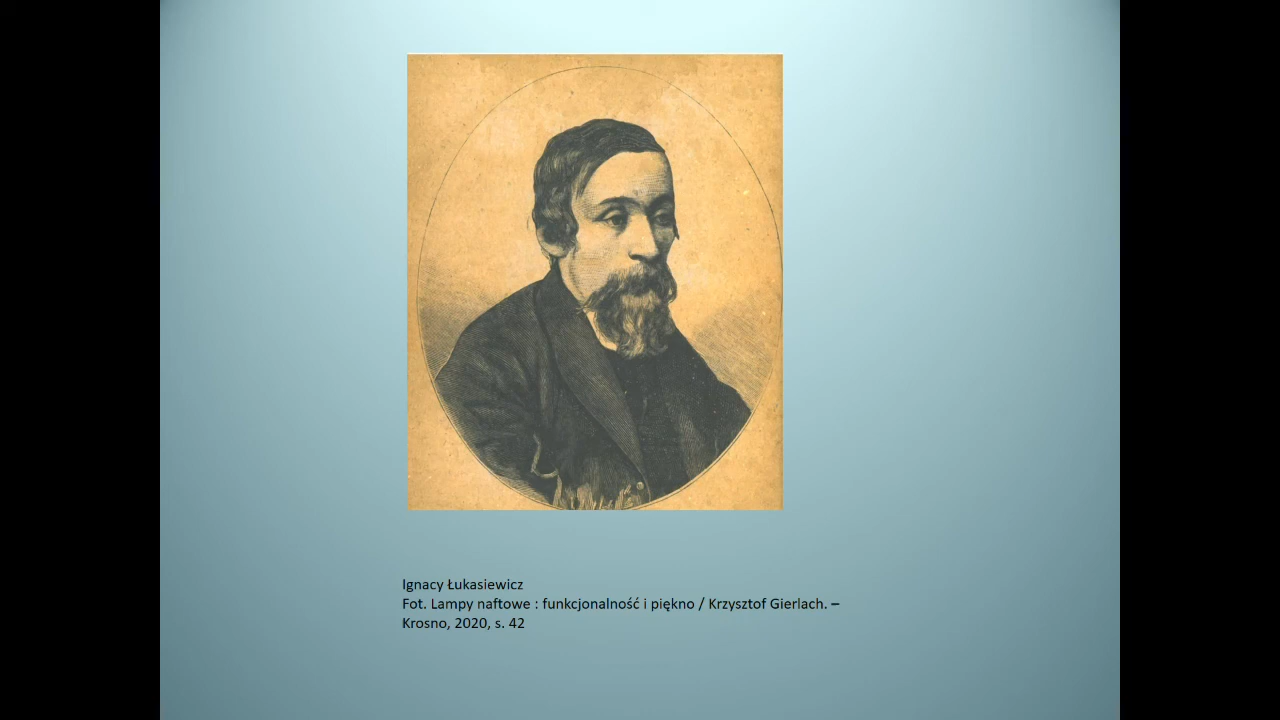 Ignacy Łukasiewicz
Fot. Lampy naftowe : funkcjonalność i piękno / Krzysztof Gierlach. –
Krosno, 2020, s. 42